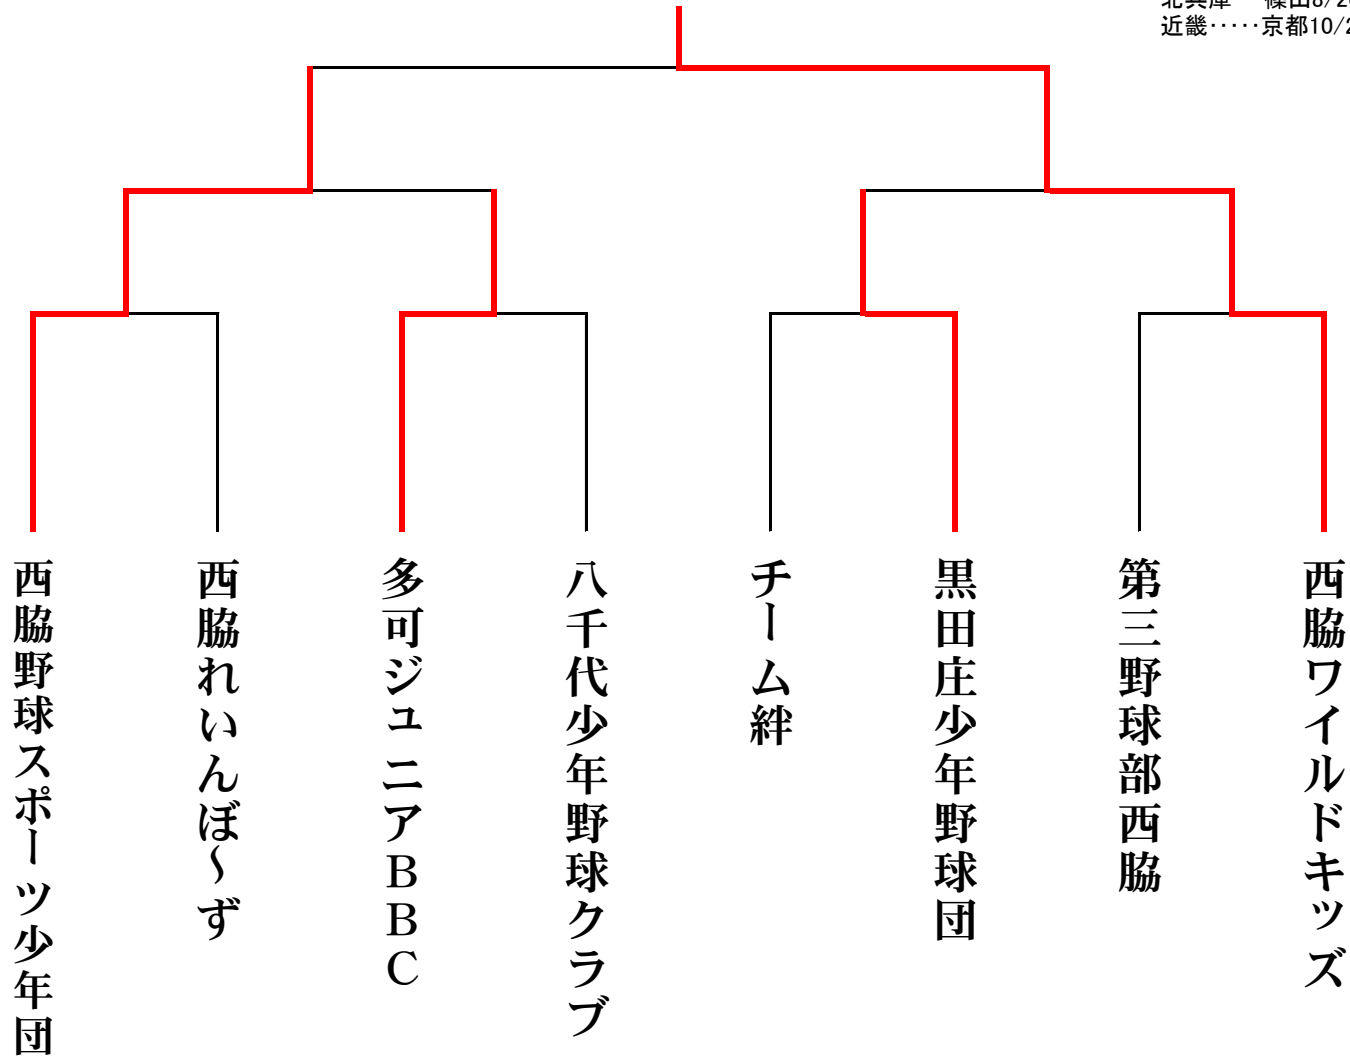 近畿‥‥‥京都10/2
西脇野球スポーツ少年団
西脇れいんぼ～ず
多可ジュニアBBC
八千代少年野球クラブ
チーム絆
黒田庄少年野球団
第三野球部西脇
西脇ワイルドキッズ